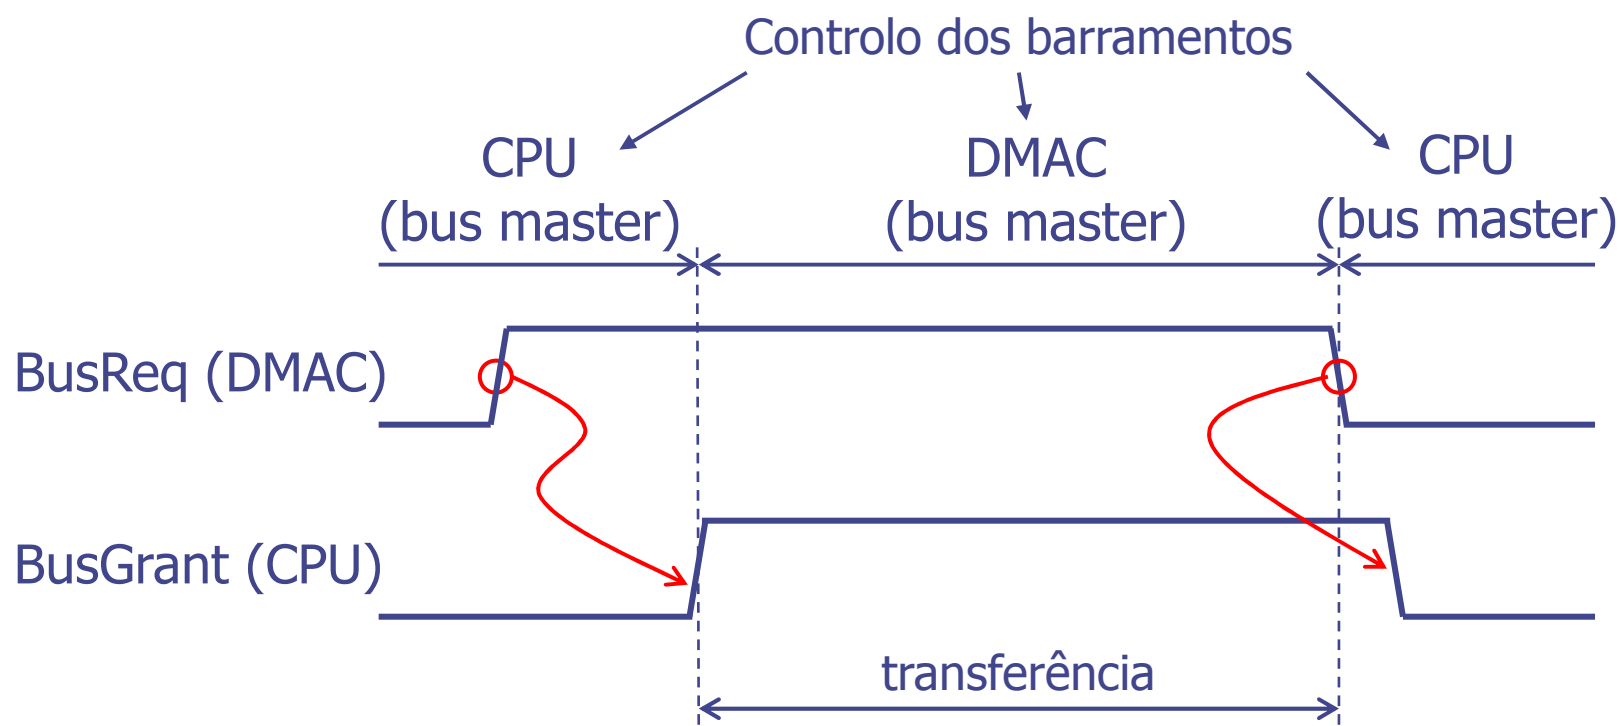 Controlo dos barramentos
CPU
(bus master)
DMAC
(bus master)
CPU
(bus master)
BusReq (DMAC)
BusGrant (CPU)
transferência